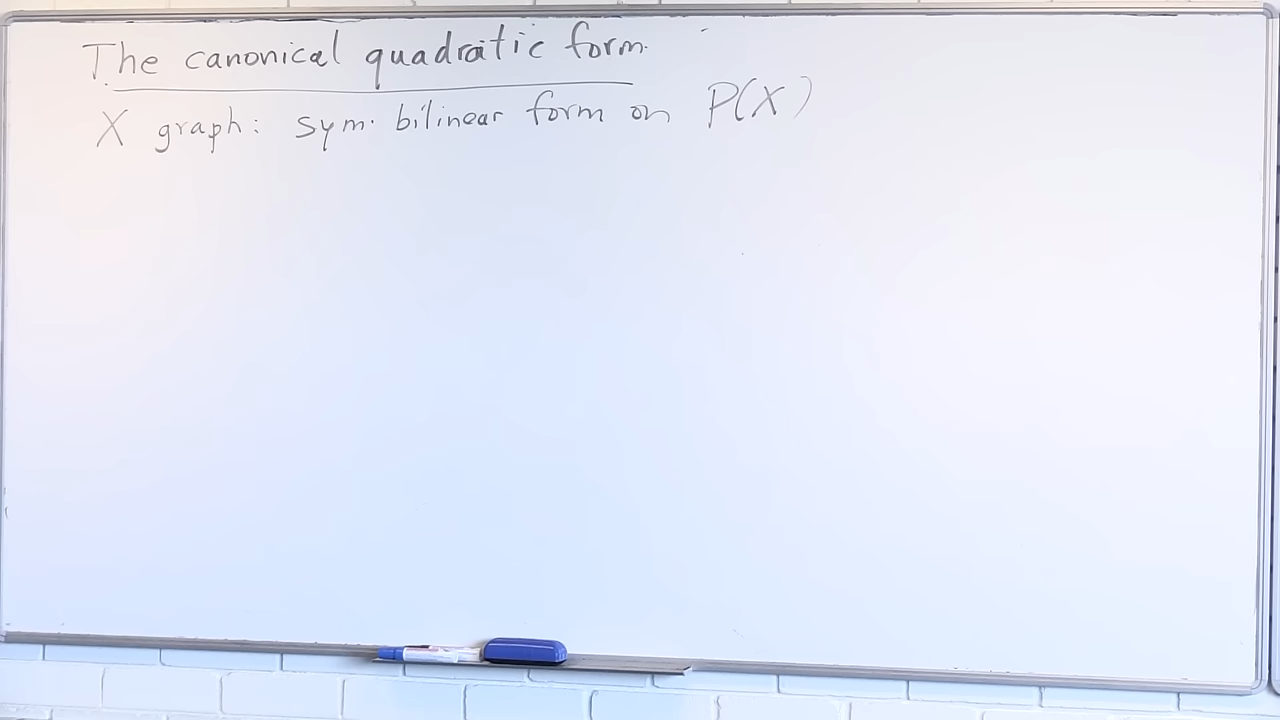 The canonical quadratic form.
X graph: sym. bilinear form on P(X)